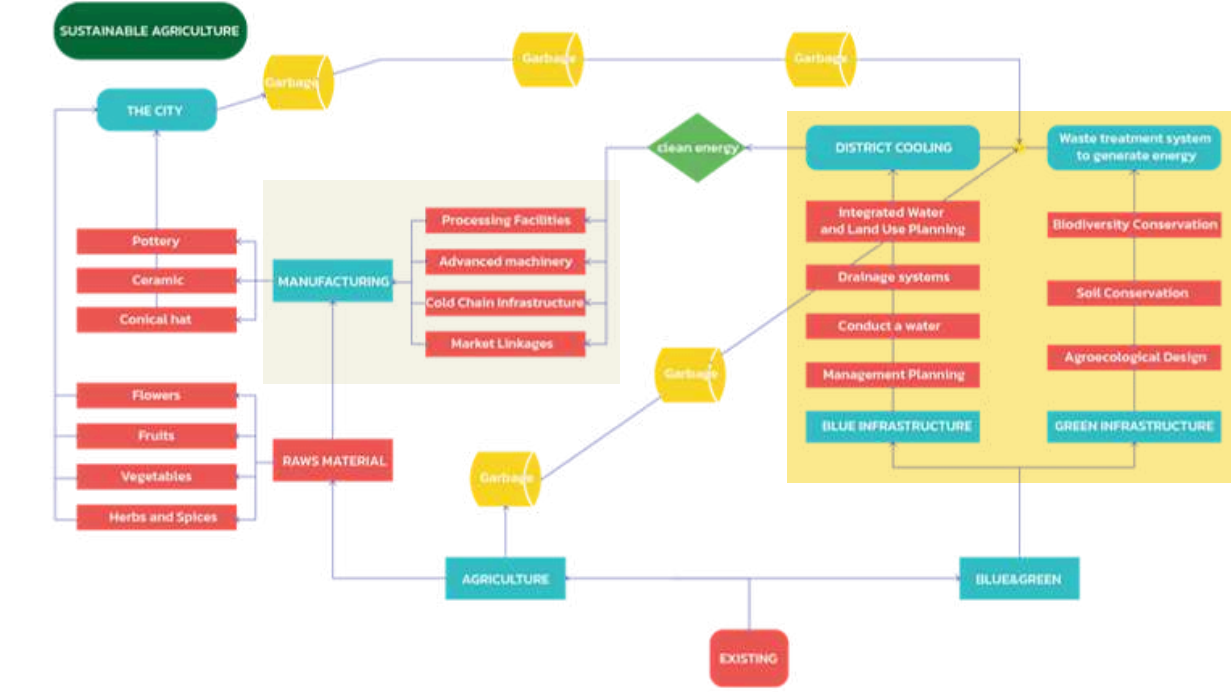 SUSTAINABLE AGRICULTURE
Garbage
Garbage
Garbage
THE CITY
clean energy
DISTRICT COOLING
Waste treatment system
to generate energy
Integrated Water
and Land Use Planning
Biodiversity Conservation
Processing Facilities
Pottery
Advanced machinery
Drainage systems
Ceramic
MANUFACTURING
Soil Conservation
Cold Chain Infrastructure
Conical hat
Conduct a water
Market Linkages
Agroecological Design
Garbage
Management Planning
Flowers
BLUE INFRASTRUCTURE
GREEN INFRASTRUCTURE
Fruits
RAWS MATERIAL
Vegetables
Garbage
Herbs and Spices
AGRICULTURE
BLUE&GREEN
EXISTING